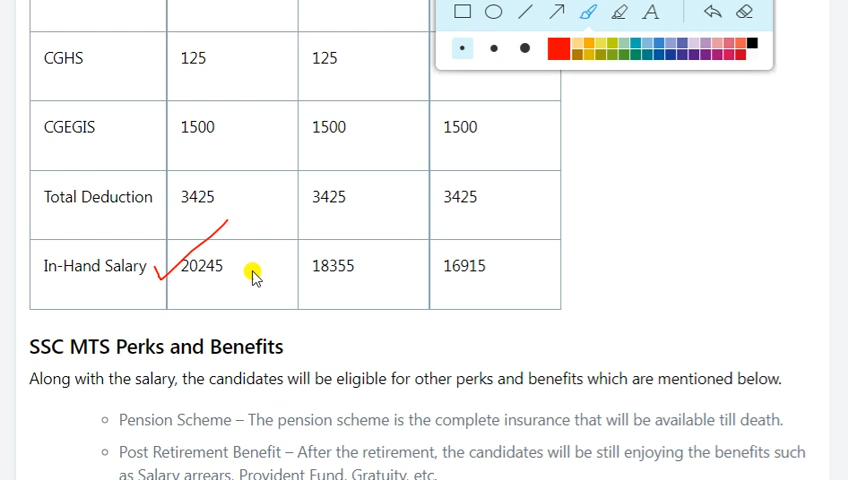 A
CGHS 125 125
CGEGIS 1500 1500 1500
Total Deduction 3425 3425 3425
In-Hand Salary 20245 18355 16915
SSC MTS Perks and Benefits
Along with the salary, the candidates will be eligible for other perks and benefits which are mentioned below.
Pension Scheme – The pension scheme is the complete insurance that will be available till death.
Post Retirement Benefit – After the retirement, the candidates will be still enjoying the benefits such
as Salary arrears, Provident Fund, Gratuity, etc.